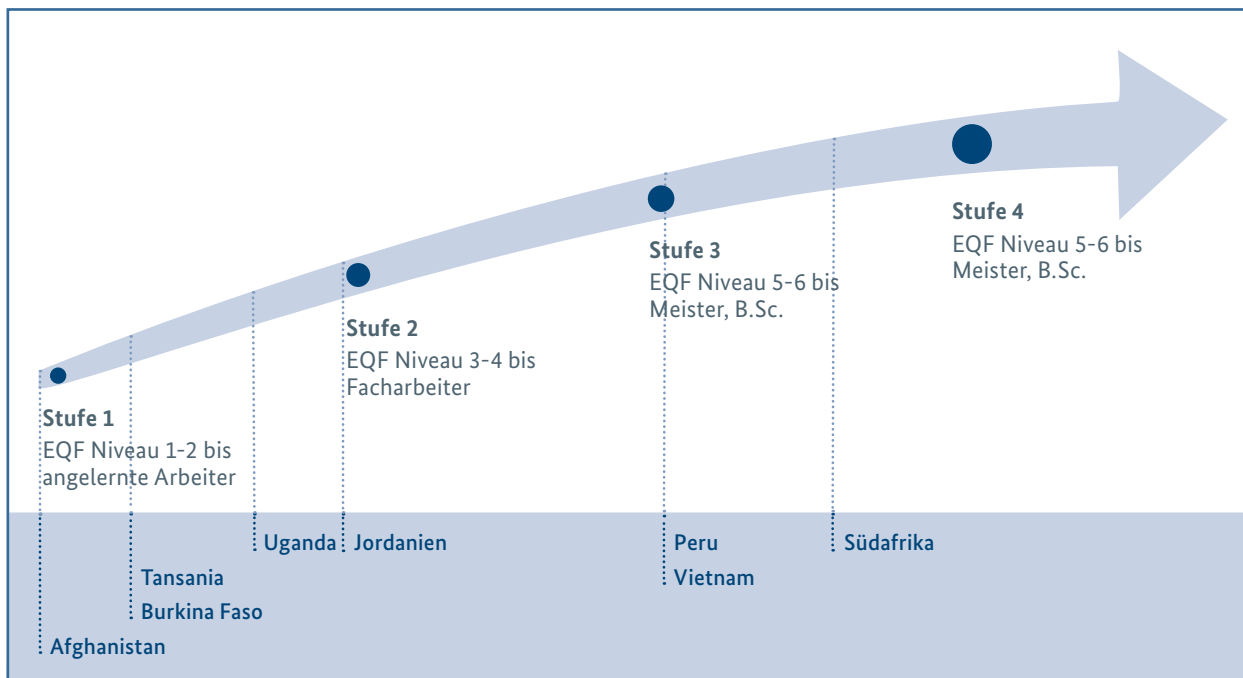 Stufe 4
EQF Niveau 5-6 bis
Meister, B.Sc.
Stufe 3
EQF Niveau 5-6 bis
Meister, B.Sc.
Stufe 2
EQF Niveau 3-4 bis
Facharbeiter
Stufe 1
EQF Niveau 1-2 bis
angelernte Arbeiter
Uganda
Jordanien
Peru
Südafrika
Tansania
Vietnam
Burkina Faso
Afghanistan